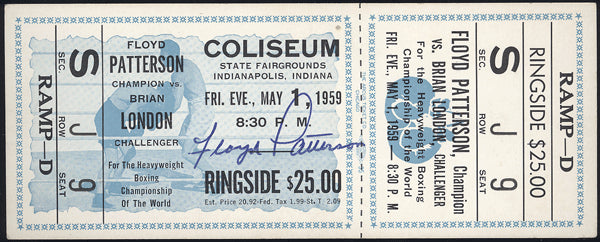 RAMP—D
SEC. ROW SEAT
S J 9
FLOYD
PATTERSON
CHAMPION VS.
BRIAN
LONDON
CHALLENGER
For The Heavyweight
Boxing
Championship
Of The World
COLISEUM
STATE FAIRGROUNDS
INDIANAPOLIS, INDIANA
FRI. EVE., MAY 1, 1959
8:30 P. M.
Floyd Patterson
RINGSIDE $25.00
Est. Price 20.92-Fed. Tax 1.99-St. T 2.09
FLOYD PATTERSON, Champion
VS. BRIAN LONDON, CHALLENGER
For the Heavyweight Boxing
Championship of the World
FRI. EVE., MAY 1, 1959 8:30 P. M.
SEC. ROW SEAT
S J 9
RINGSIDE $25.00
RAMP—D